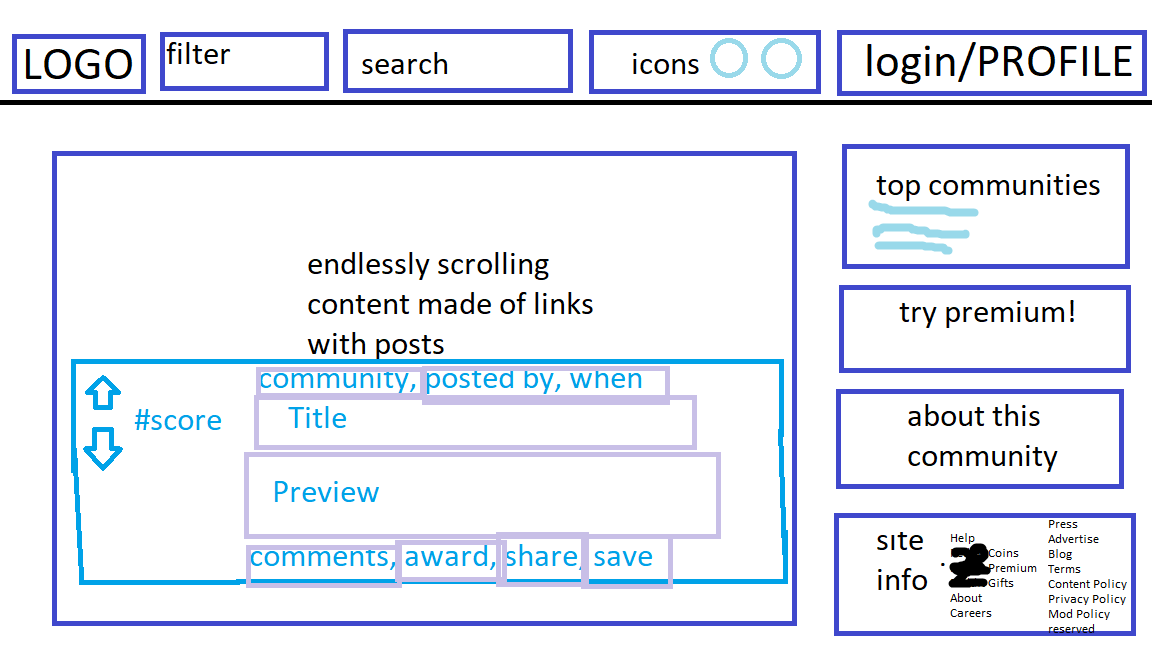 LOGO
filter
search
icons
login/PROFILE
endlessly scrolling
content made of links
with posts
#score
community, posted by, when
Title
Preview
comments, award, share, save
top communities
try premium!
about this
community
site
info
Help
Coins
Premium
Gifts
About
Careers
Press
Advertise
Blog
Terms
Content Policy
Privacy Policy
Mod Policy
reserved